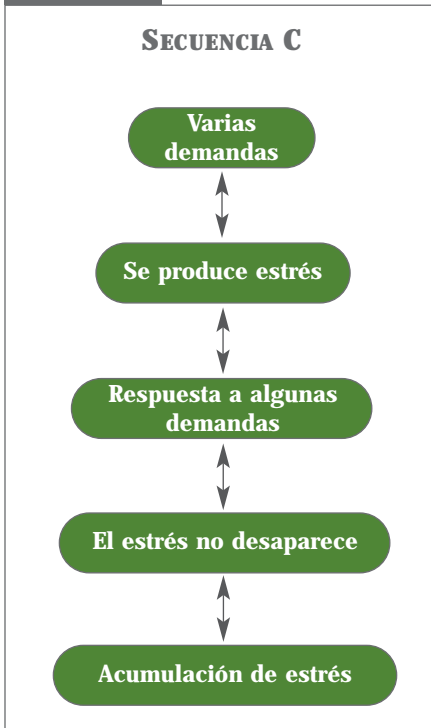 SECUENCIA C
Varias
demandas
Se produce estrés
Respuesta a algunas
demandas
El estrés no desaparece
Acumulación de estrés